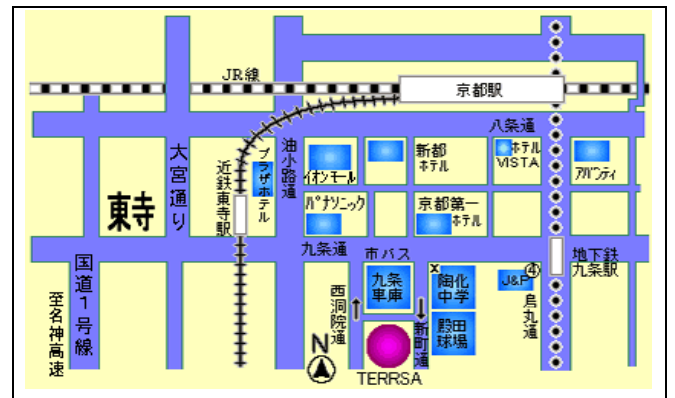 JR線
京都駅
八条通
大宮通り
近鉄東寺駅
プラザホテル
油小路通
イオンモール
新都
ホテル
ホテル
VISTA
アバンティ
東寺
パナソニック
京都第一
ホテル
九条通
市バス
地下鉄
九条駅
国道1号線
至名神高速
西洞院通
九条
車庫
新町通
陶化
中学
J&P
④
烏丸通
殿田
球場
N
TERRSA